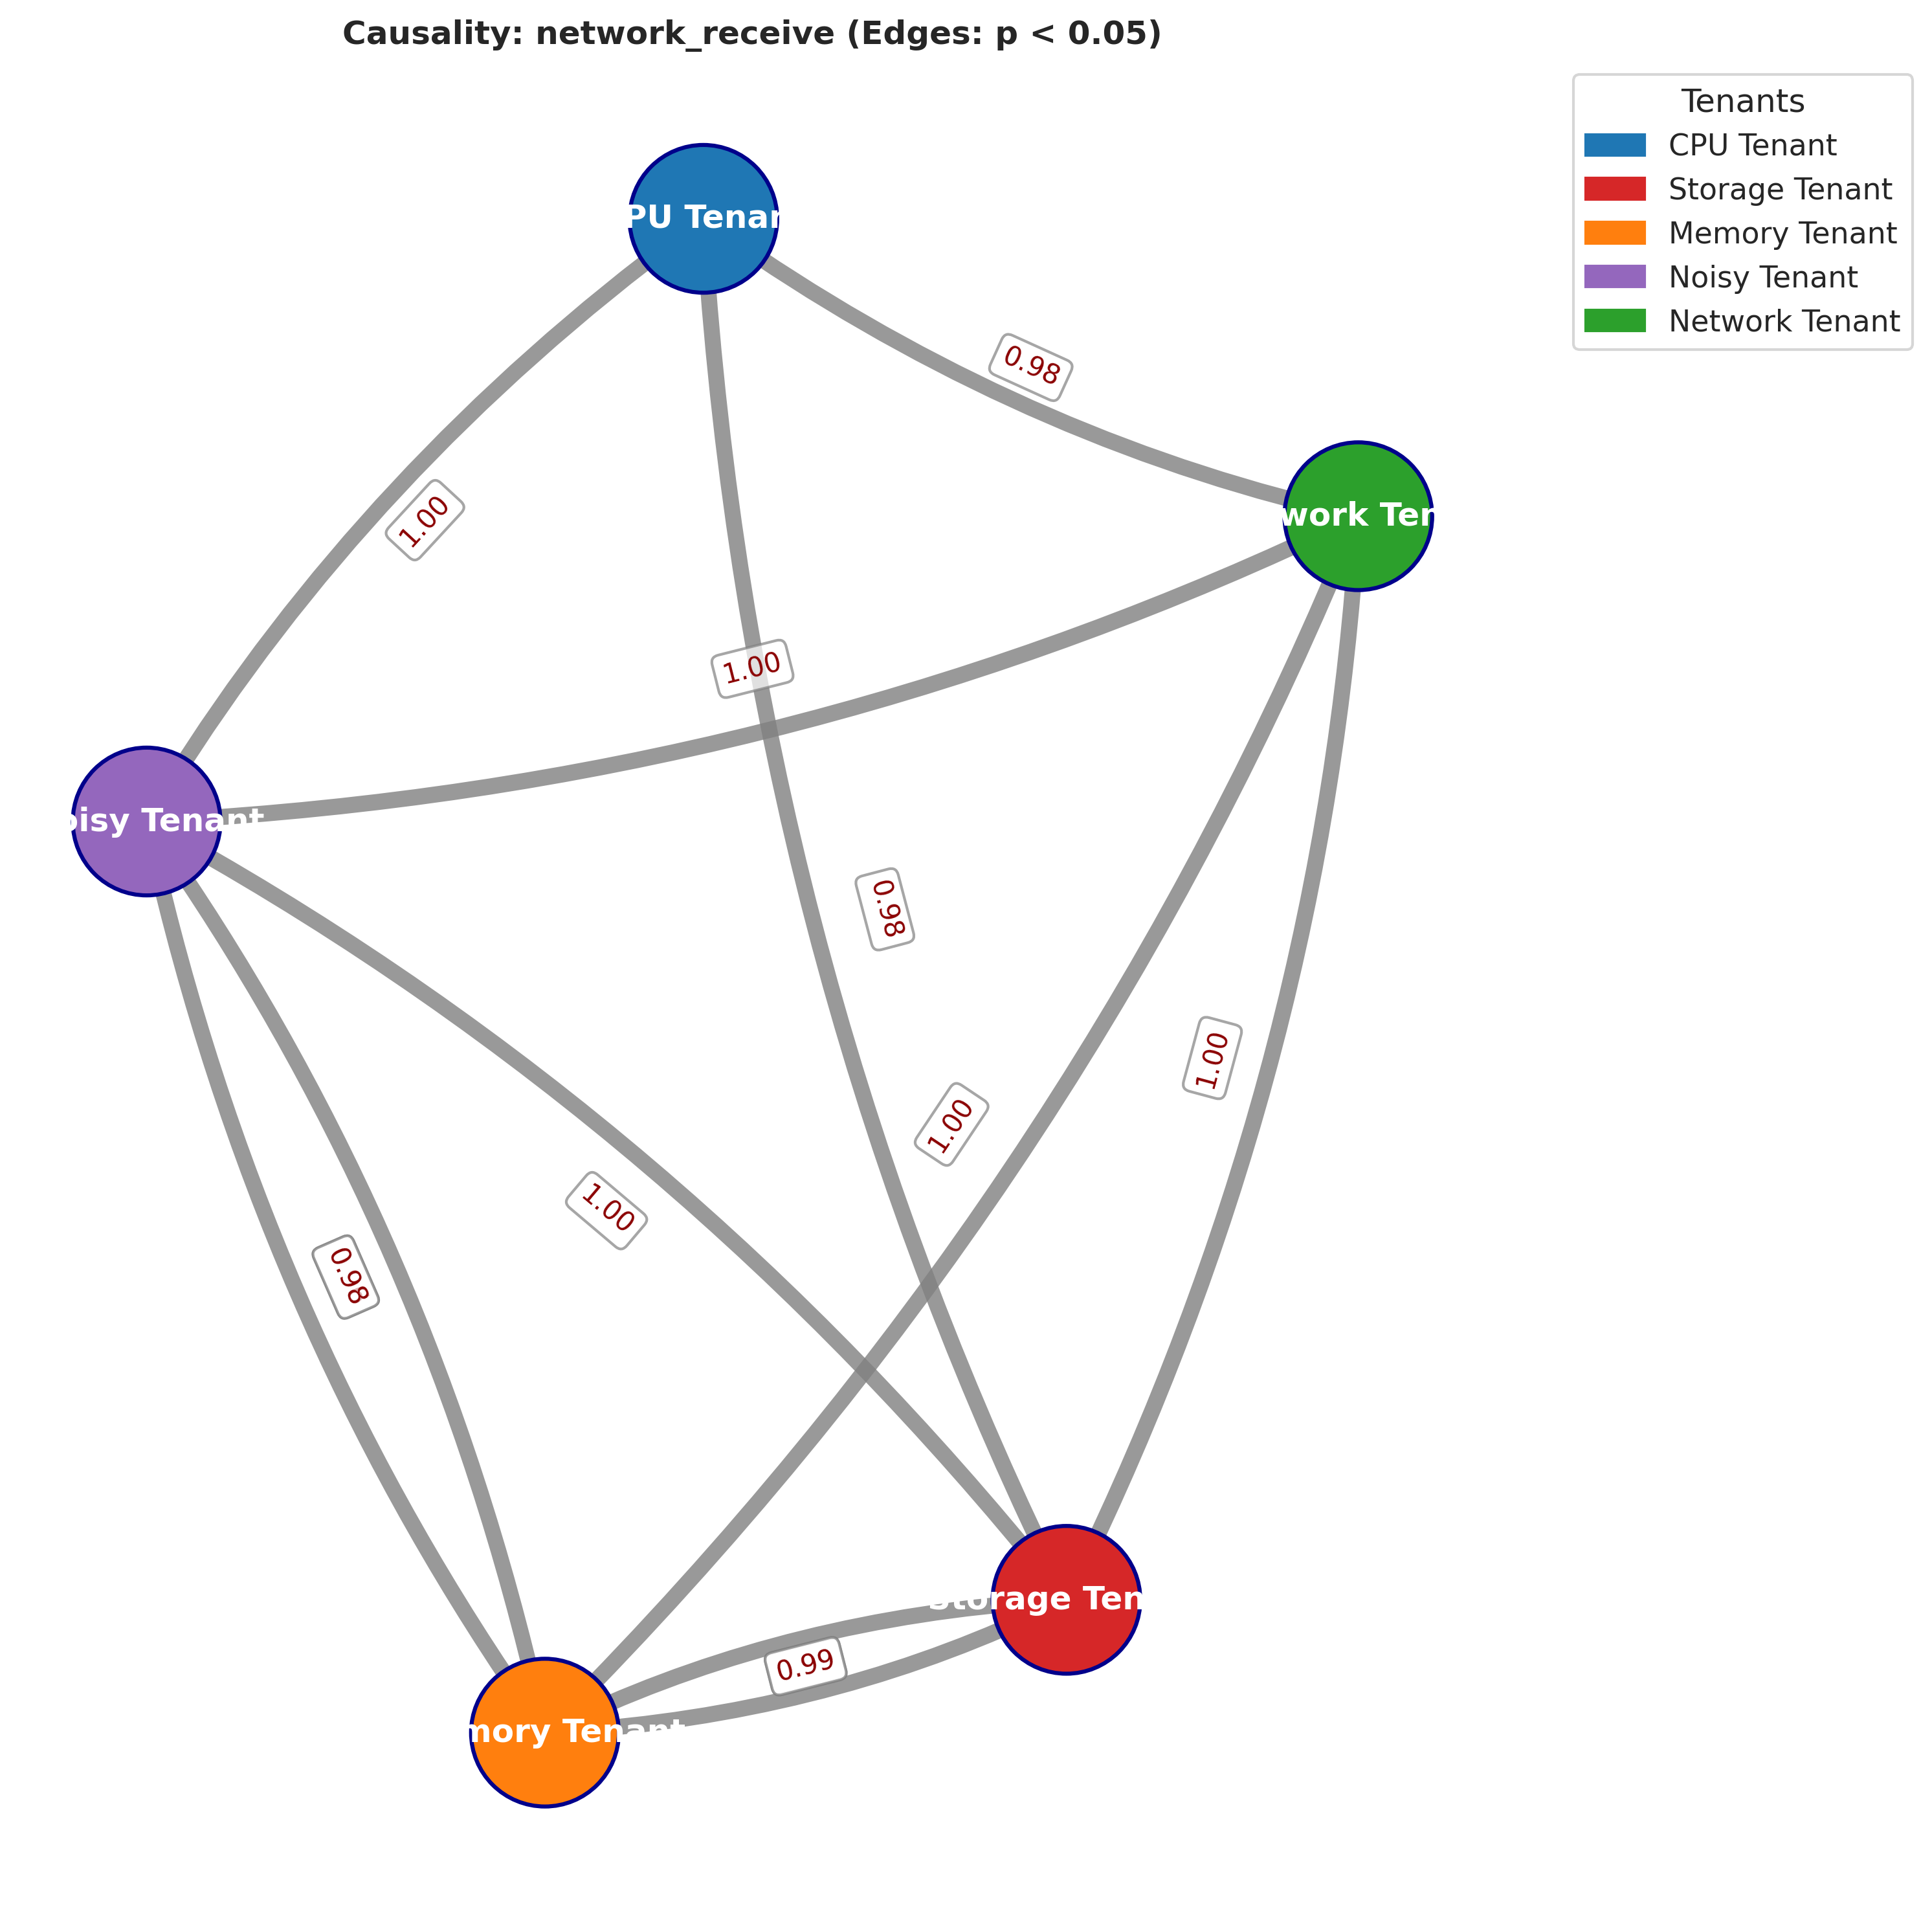 Causality: network_receive (Edges: p < 0.05)
Tenants
CPU Tenant
Storage Tenant
Memory Tenant
Noisy Tenant
Network Tenant
PU Tenan
0.98
work Ten
1.00
1.00
oisy Tenant
0.98
1.00
1.00
1.00
0.98
Storage Ten
0.99
mory Tenant